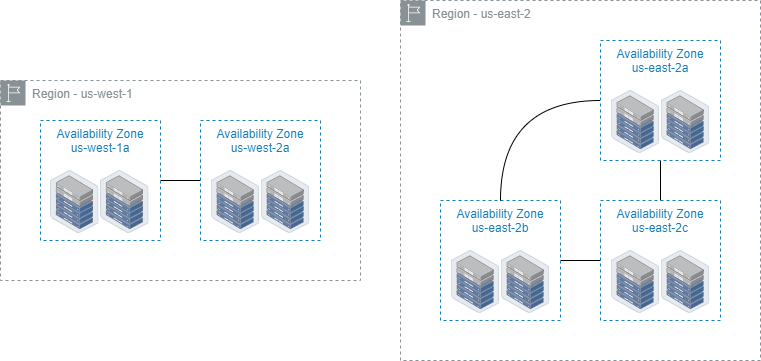 Region - us-west-1
Availability Zone
us-west-1a
Availability Zone
us-west-2a
Region - us-east-2
Availability Zone
us-east-2a
Availability Zone
us-east-2b
Availability Zone
us-east-2c